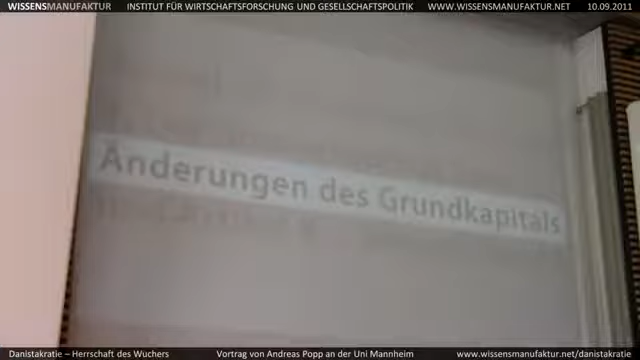 WISSENSMANUFAKTUR INSTITUT FÜR WIRTSCHAFTSFORSCHUNG UND GESELLSCHAFTSPOLITIK WWW.WISSENSMANUFAKTUR.NET 10.09.2011
Änderungen des Grundkapitals
Danistakratie – Herrschaft des Wuchers Vortrag von Andreas Popp an der Uni Mannheim www.wissensmanufaktur.net/danistakratie